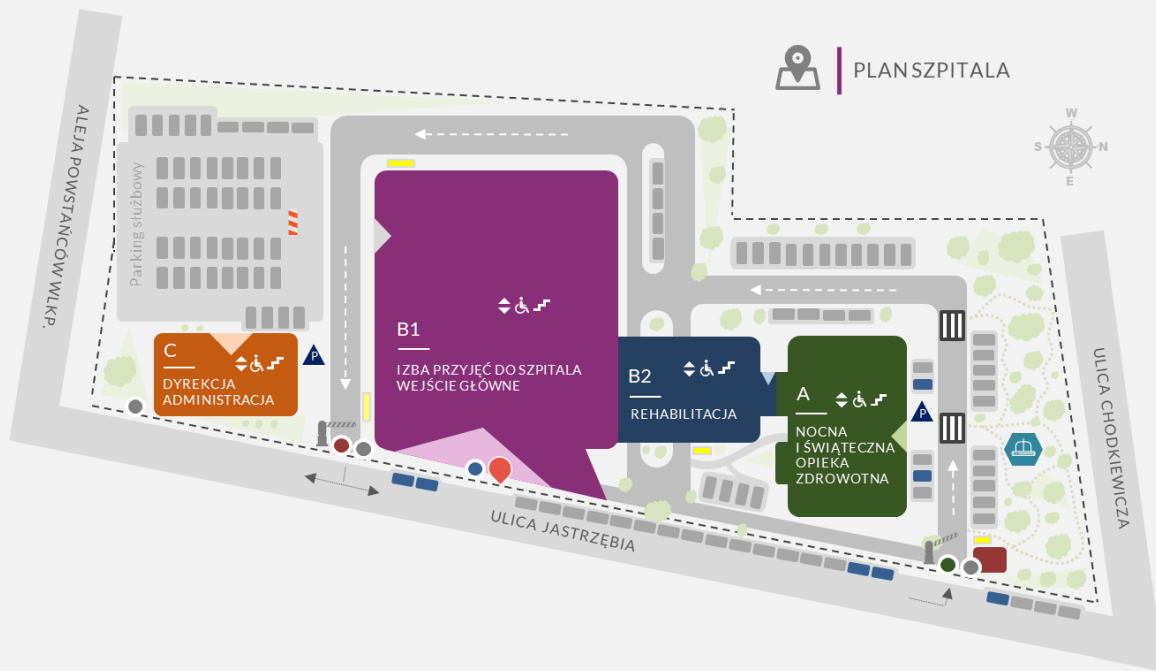 PLAN SZPITALA
W
S
N
E
ALEJA POWSTAŃCÓW WLKP.
Parking służbowy
C
DYREKCJA
ADMINISTRACJA
P
B1
IZBA PRZYJĘĆ DO SZPITALA
WEJŚCIE GŁÓWNE
B2
REHABILITACJA
A
NOCNA
I ŚWIĄTECZNA
OPIEKA
ZDROWOTNA
P
ULICA JASTRZĘBIA
ULICA CHODKIEWICZA